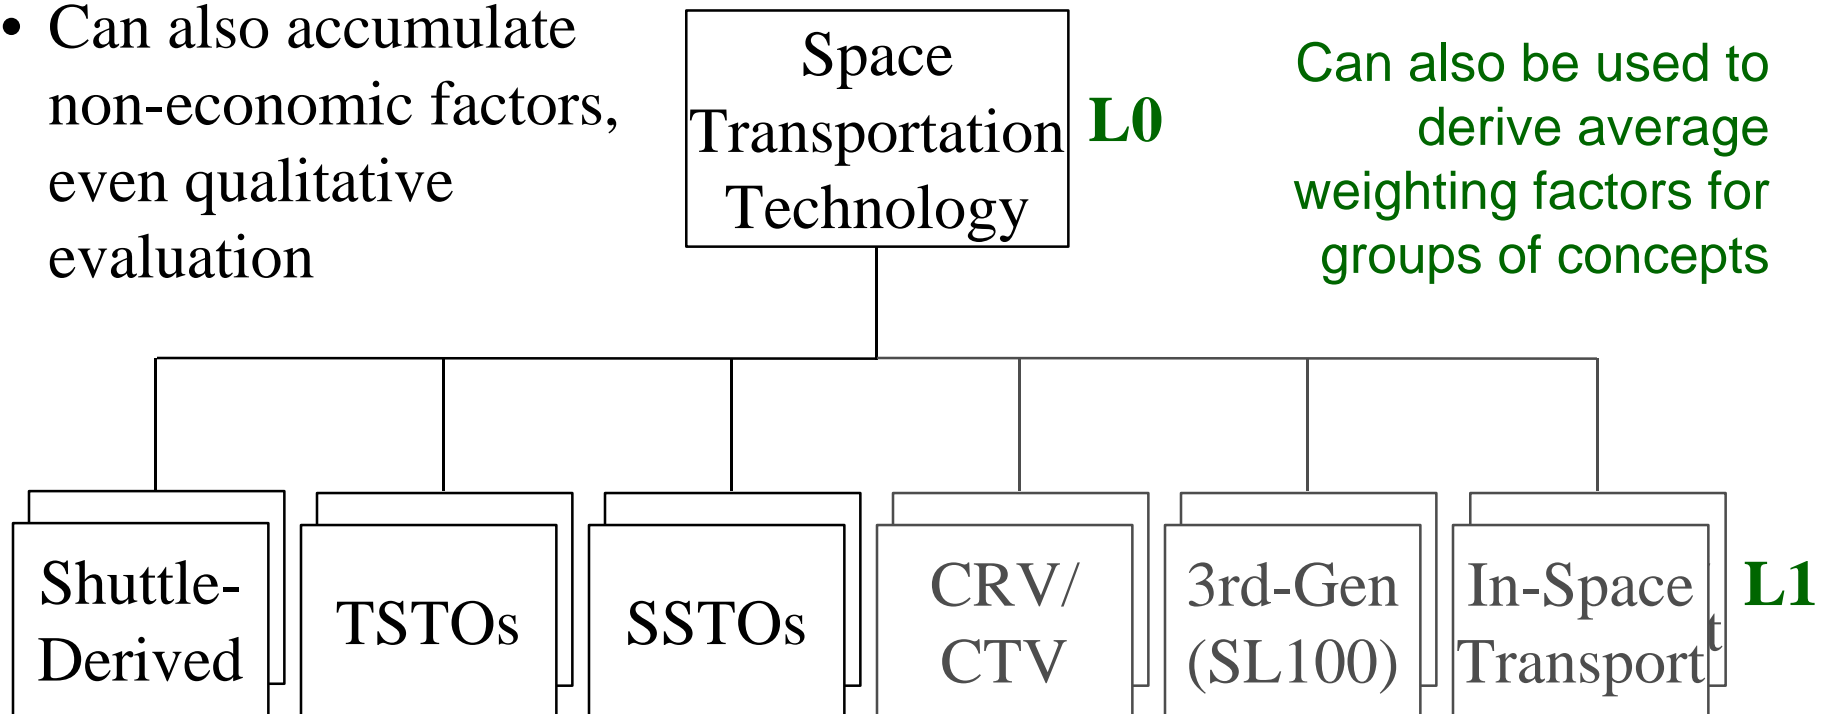 • Can also accumulate
non-economic factors,
even qualitative
evaluation
Space
Transportation
Technology
L0
Can also be used to
derive average
weighting factors for
groups of concepts
Shuttle-
Derived
TSTOs
SSTOs
CRV/
CTV
3rd-Gen
(SL100)
In-Space
Transport
t
L1